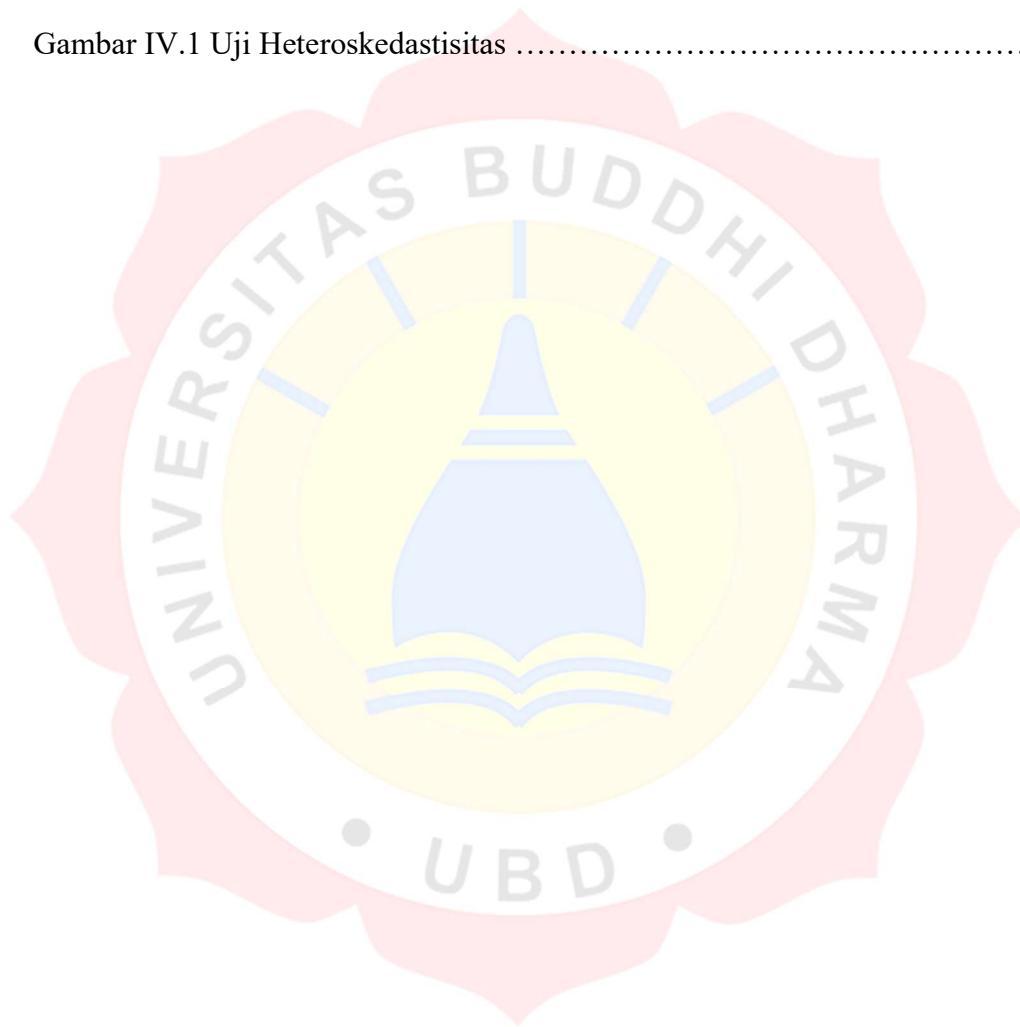 Gambar IV.1 Uji Heteroskedastisitas ……………………………………………
UNIVERSITAS BUDDHI DHARMA
• UBD •